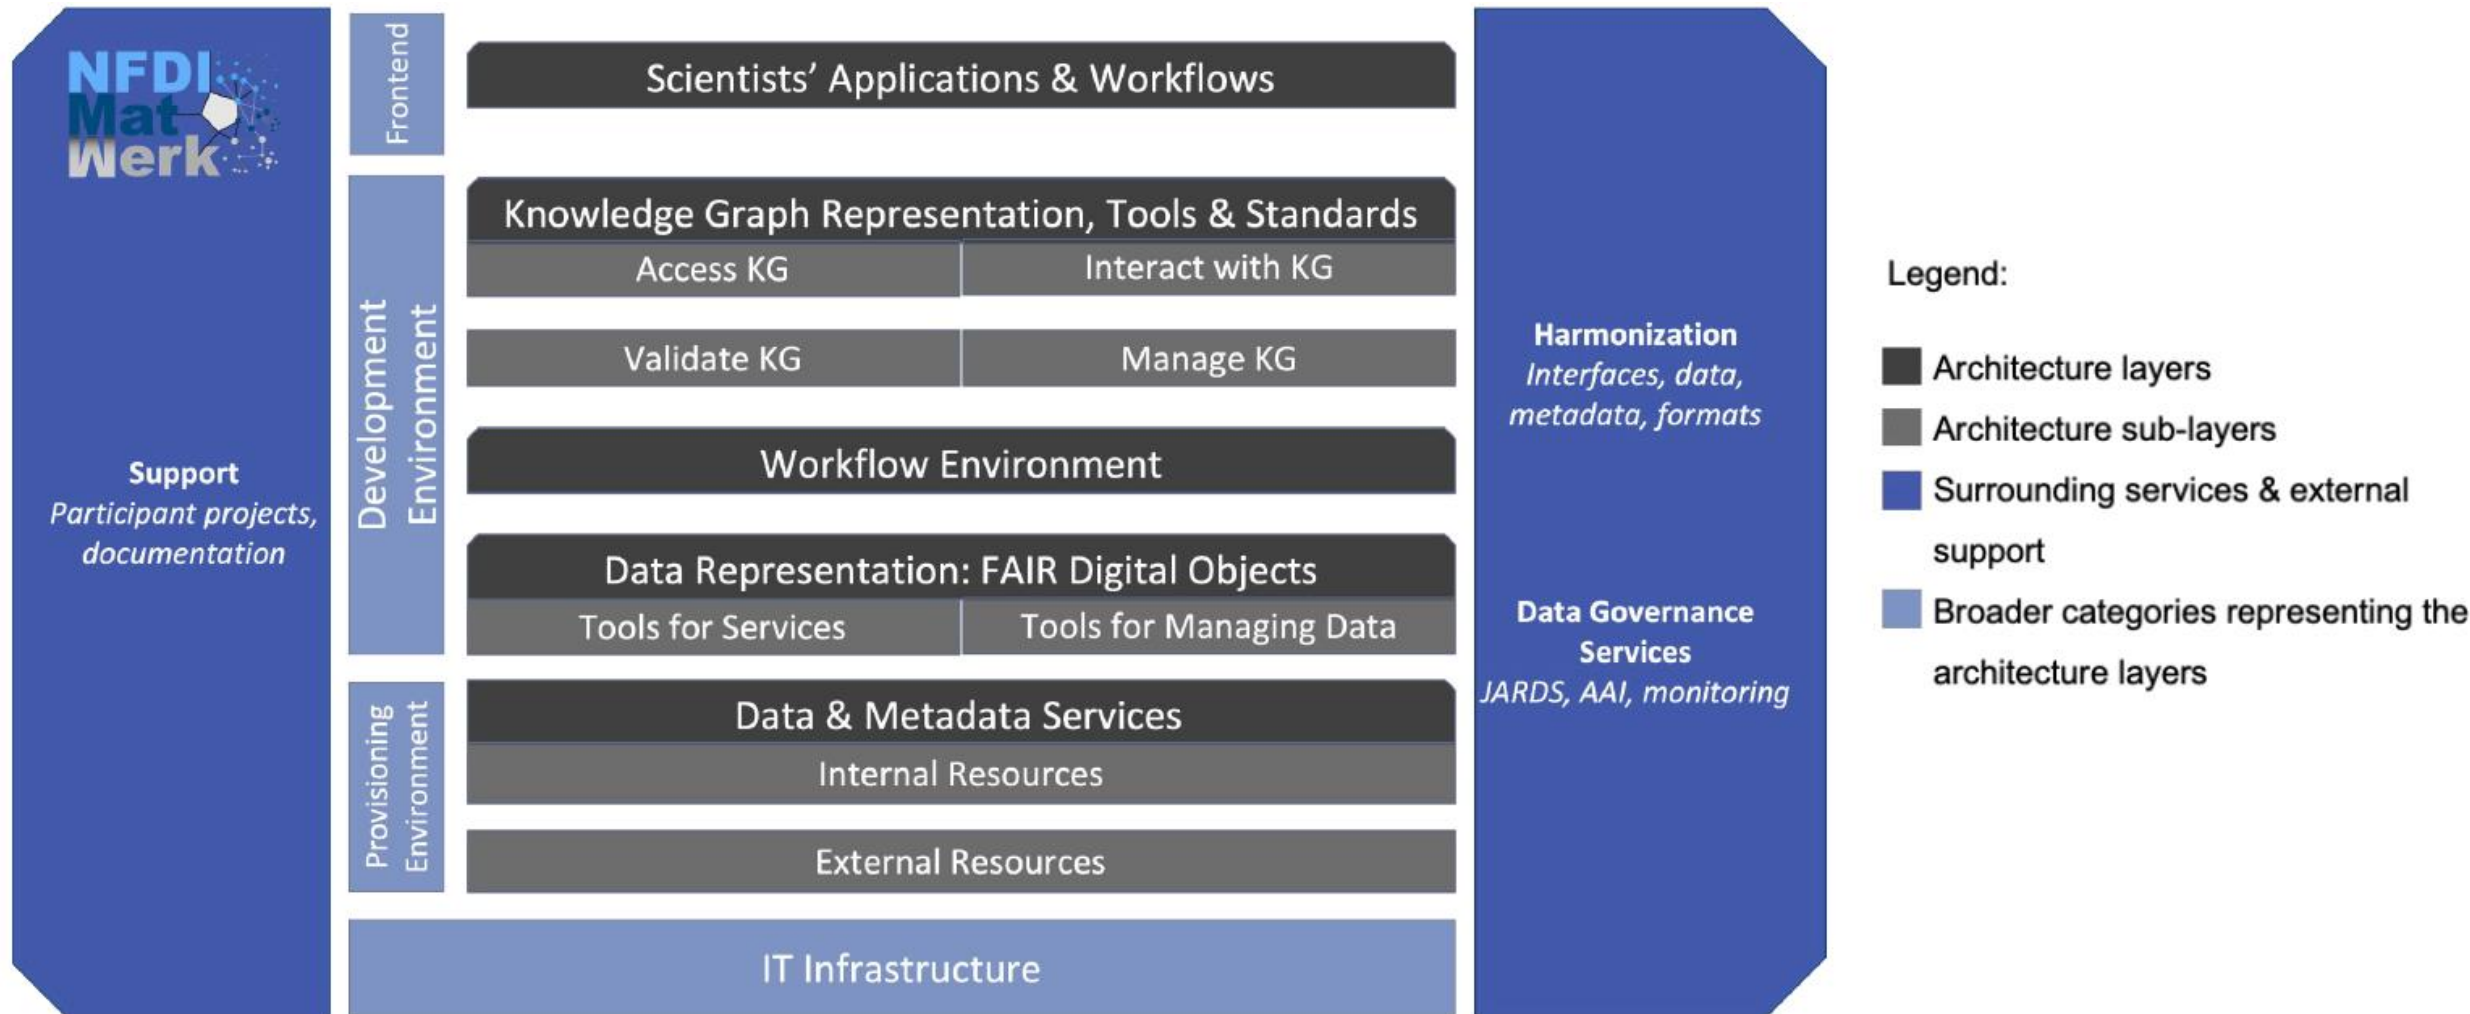 NFDI
Mat
Werk
Support
Participant projects,
documentation
Frontend
Scientists’ Applications & Workflows
Development
Environment
Knowledge Graph Representation, Tools & Standards
Access KG
Interact with KG
Validate KG
Manage KG
Workflow Environment
Data Representation: FAIR Digital Objects
Tools for Services
Tools for Managing Data
Provisioning
Environment
Data & Metadata Services
Internal Resources
External Resources
IT Infrastructure
Harmonization
Interfaces, data,
metadata, formats
Data Governance
Services
JARDS, AAI, monitoring
Legend:
Architecture layers
Architecture sub-layers
Surrounding services & external
support
Broader categories representing the
architecture layers